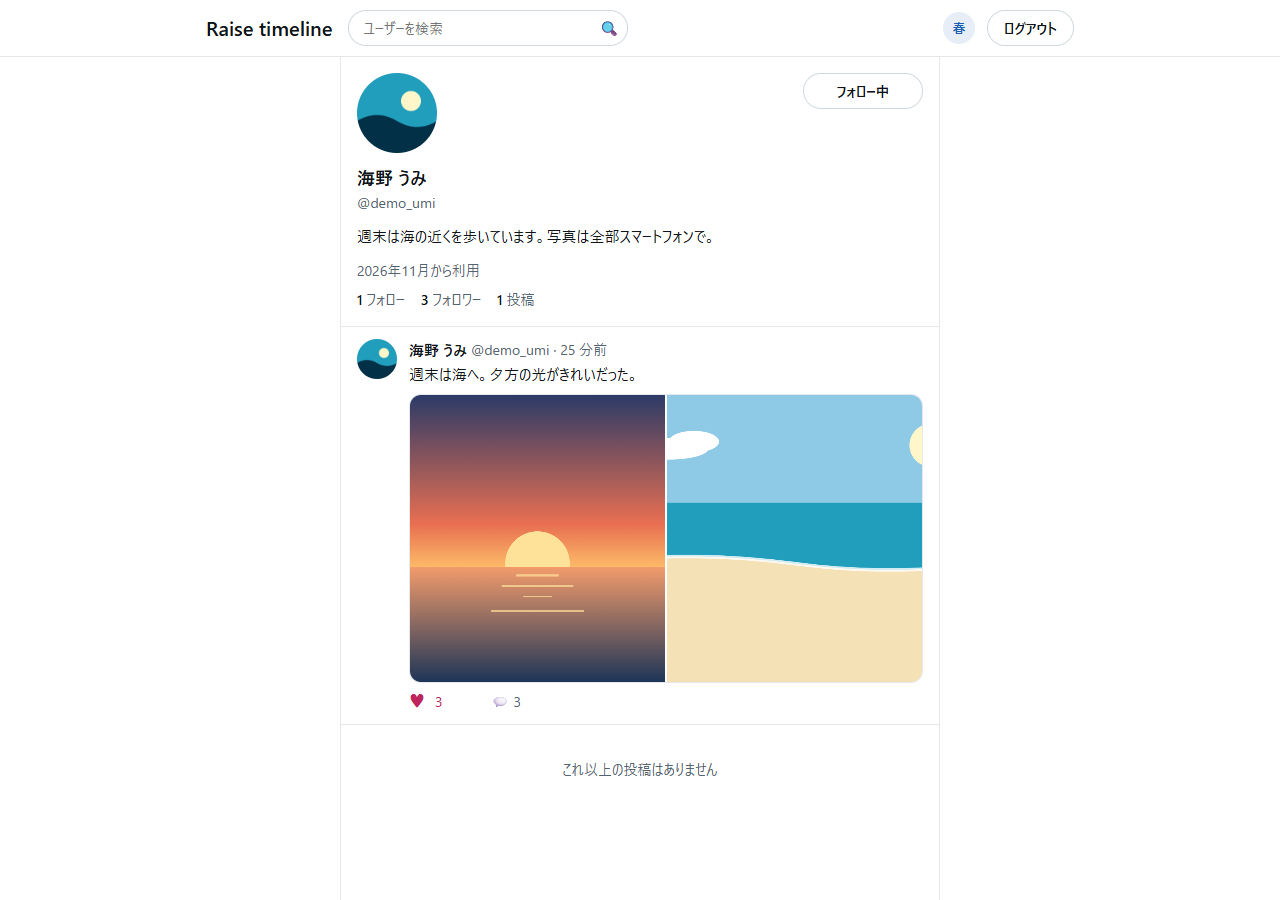 Raise timeline ユーザーを検索 春 ログアウト
フォロー中
海野 うみ
@demo_umi
週末は海の近くを歩いています。写真は全部スマートフォンで。
2026年11月から利用
1 フォロー 3 フォロワー 1 投稿
海野 うみ @demo_umi · 25 分前
週末は海へ。夕方の光がきれいだった。
3 3
これ以上の投稿はありません